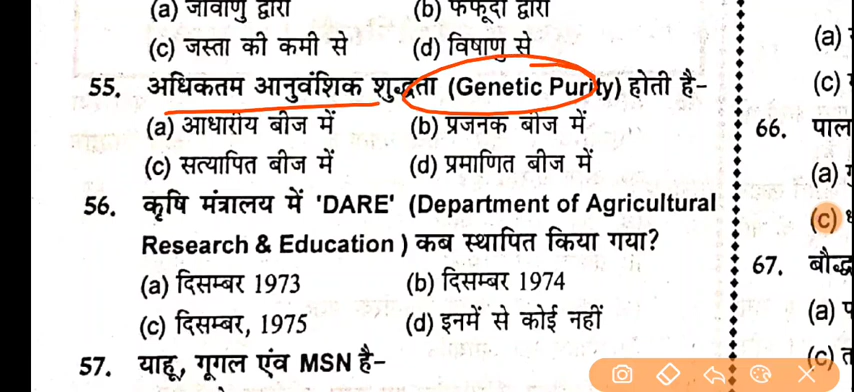 (a) जीवाणु द्वारा (b) फफूंदी द्वारा
(c) जस्ता की कमी से (d) विषाणु से
55. अधिकतम आनुवंशिक शुद्धता (Genetic Purity) होती है-
(a) आधारीय बीज में (b) प्रजनक बीज में
(c) सत्यापित बीज में (d) प्रमाणित बीज में
56. कृषि मंत्रालय में 'DARE' (Department of Agricultural
Research & Education ) कब स्थापित किया गया?
(a) दिसम्बर 1973 (b) दिसम्बर 1974
(c) दिसम्बर, 1975 (d) इनमें से कोई नहीं
57. याहू, गूगल एंव MSN है-
(a)
(c)
66. पाल
(a)
(c)
67. बौद्ध
(a)
(c)